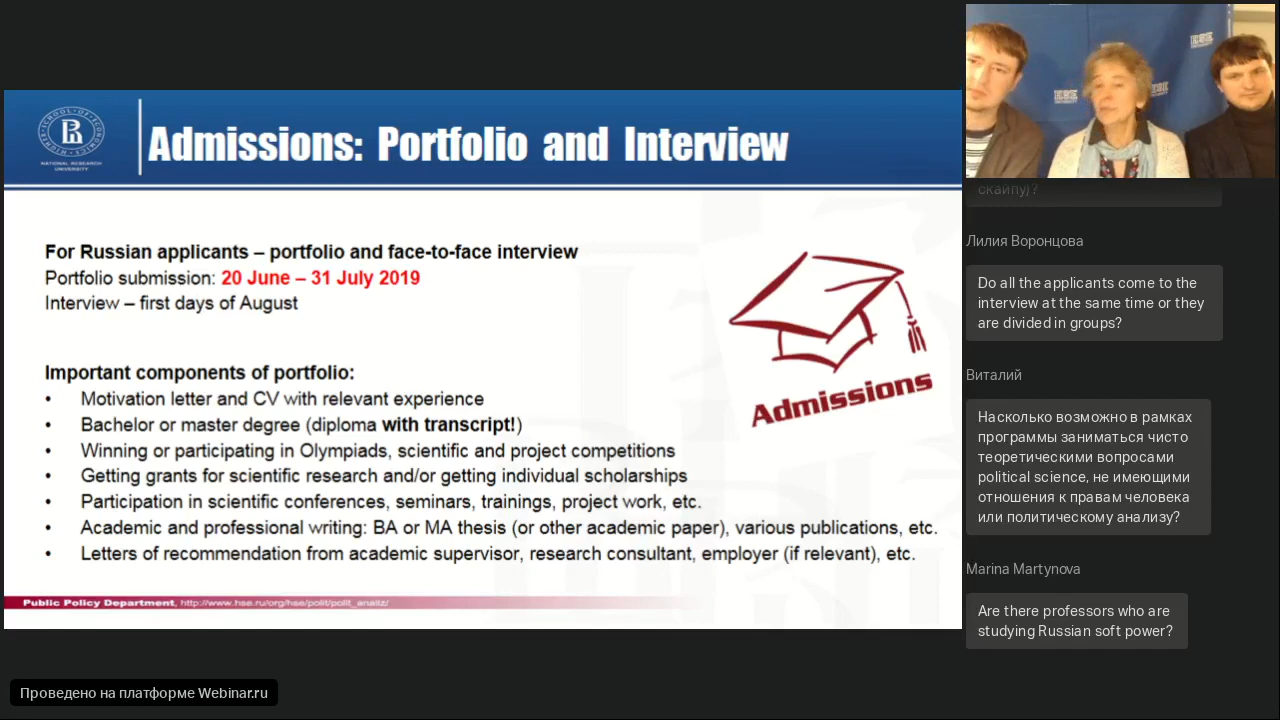 HIGHER SCHOOL OF ECONOMICS
NATIONAL RESEARCH
UNIVERSITY
Admissions: Portfolio and Interview
For Russian applicants – portfolio and face-to-face interview
Portfolio submission: 20 June – 31 July 2019
Interview – first days of August
Admissions
Important components of portfolio:
• Motivation letter and CV with relevant experience
• Bachelor or master degree (diploma with transcript!)
• Winning or participating in Olympiads, scientific and project competitions
• Getting grants for scientific research and/or getting individual scholarships
• Participation in scientific conferences, seminars, trainings, project work, etc.
• Academic and professional writing: BA or MA thesis (or other academic paper), various publications, etc.
• Letters of recommendation from academic supervisor, research consultant, employer (if relevant), etc.
Public Policy Department, http://www.hse.ru/org/hse/polit/polit_analiz/
Проведено на платформе Webinar.ru
скайпу)?
Лилия Воронцова
Do all the applicants come to the
interview at the same time or they
are divided in groups?
Виталий
Насколько возможно в рамках
программы заниматься чисто
теоретическими вопросами
political science, не имеющими
отношения к правам человека
или политическому анализу?
Marina Martynova
Are there professors who are
studying Russian soft power?